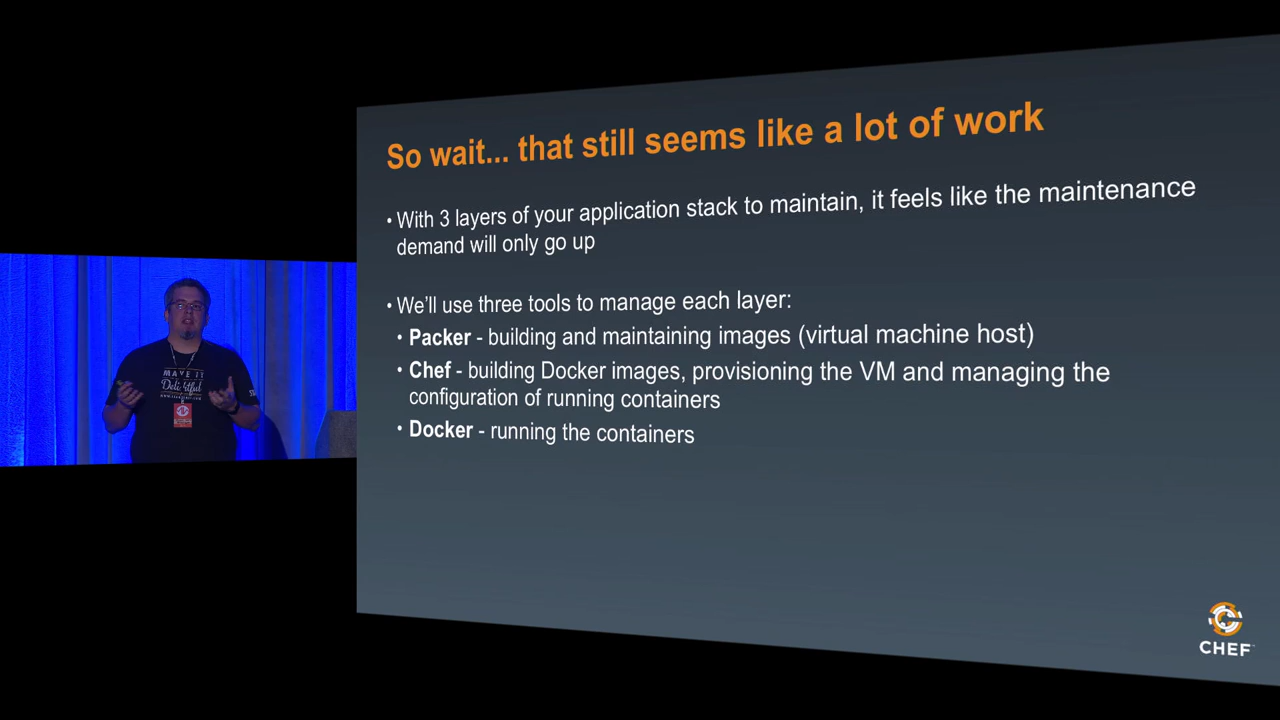 So wait... that still seems like a lot of work
• With 3 layers of your application stack to maintain, it feels like the maintenance
demand will only go up
• We'll use three tools to manage each layer:
• Packer - building and maintaining images (virtual machine host)
• Chef - building Docker images, provisioning the VM and managing the
configuration of running containers
• Docker - running the containers
MAKE IT
Delightful
CHEF